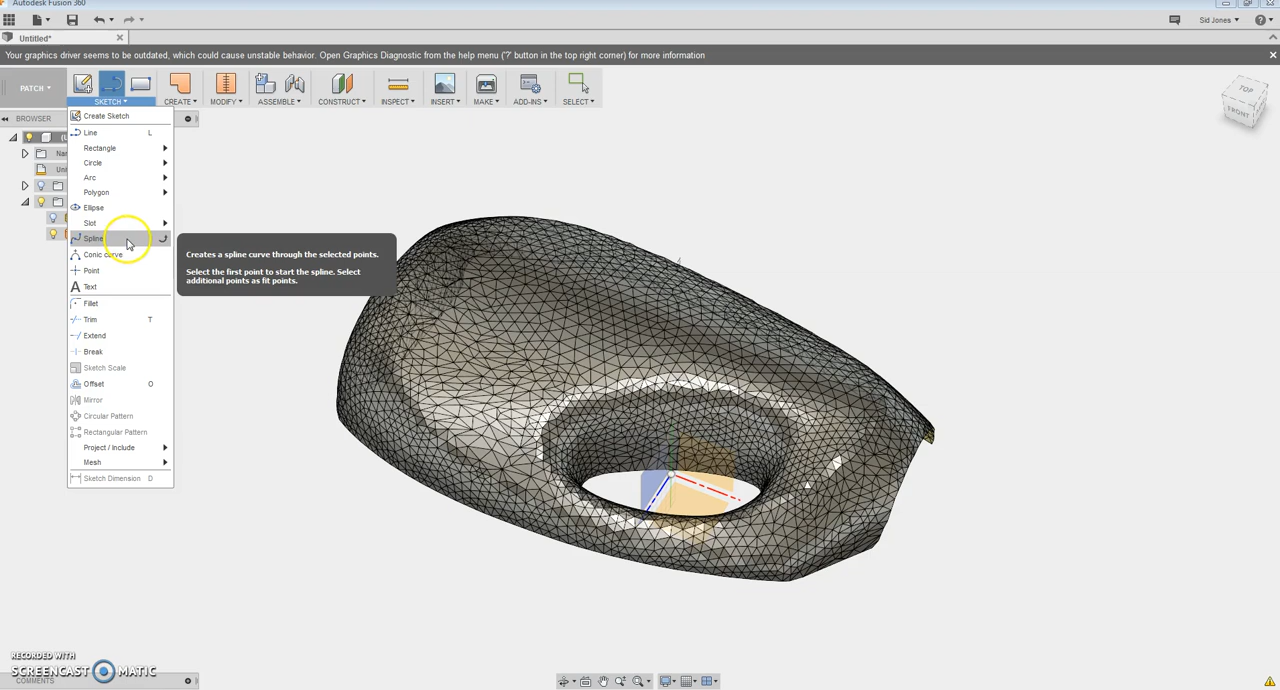 Autodesk Fusion 360
Sid Jones
Untitled*
Your graphics driver seems to be outdated, which could cause unstable behavior. Open Graphics Diagnostic from the help menu ('?' button in the top right corner) for more information
PATCH
SKETCH
CREATE
MODIFY
ASSEMBLE
CONSTRUCT
INSPECT
INSERT
MAKE
ADD-INS
SELECT
BROWSER
TOP
FRONT
Create Sketch
Line L
Rectangle
Circle
Arc
Polygon
Ellipse
Slot
Spline
Conic curve
Point
Text
Fillet
Trim T
Extend
Break
Sketch Scale
Offset O
Mirror
Circular Pattern
Rectangular Pattern
Project / Include
Mesh
Sketch Dimension D
Creates a spline curve through the selected points.
Select the first point to start the spline. Select
additional points as fit points.
RECORDED WITH
SCREENCAST MATIC
COMMENTS